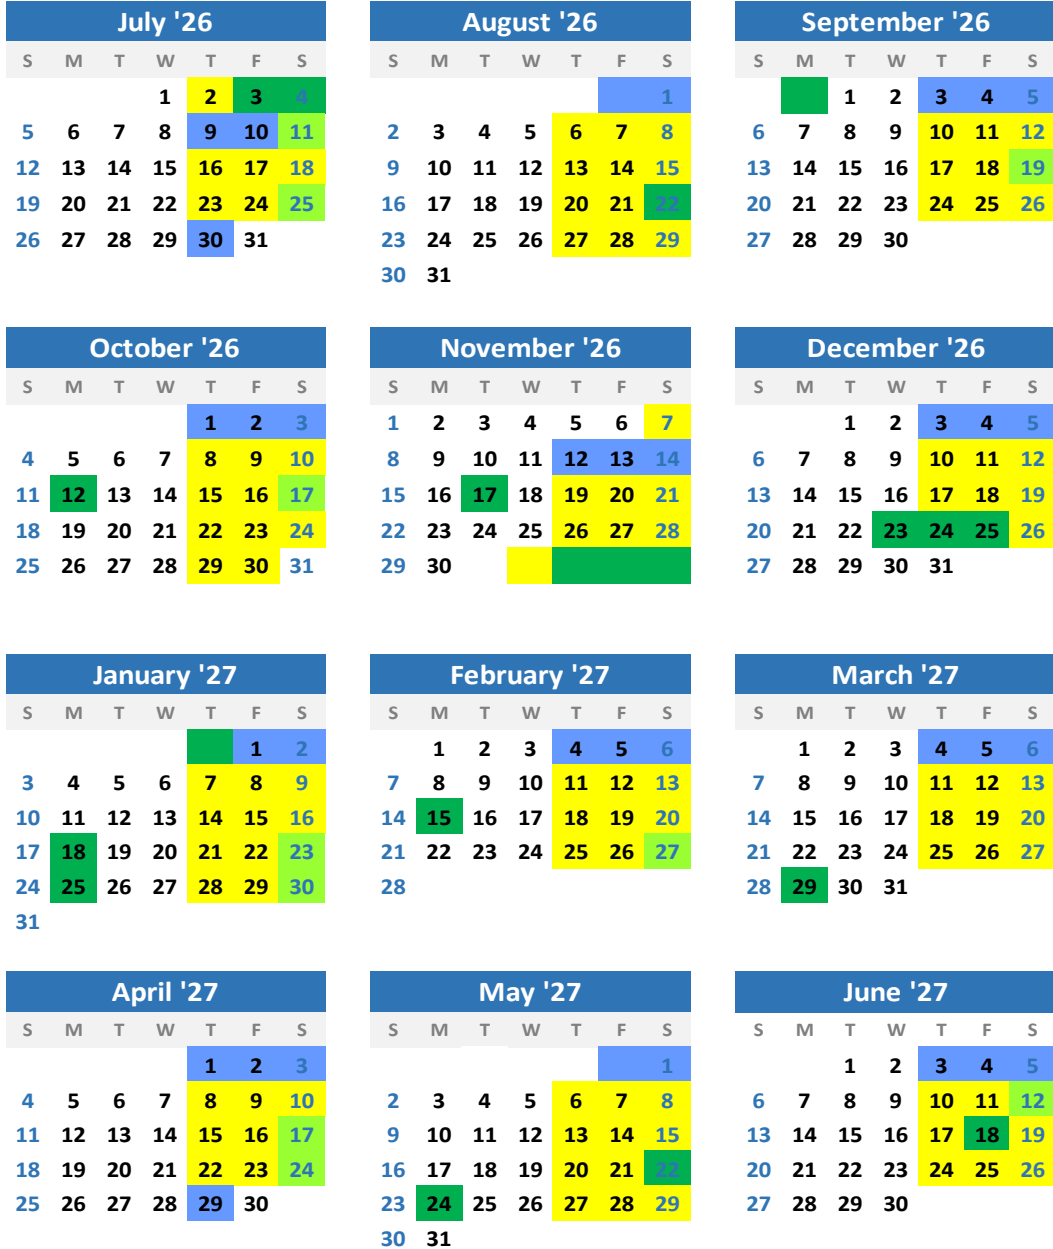 July '26
S M T W T F S
1 2 3 4
5 6 7 8 9 10 11
12 13 14 15 16 17 18
19 20 21 22 23 24 25
26 27 28 29 30 31
August '26
S M T W T F S
1
2 3 4 5 6 7 8
9 10 11 12 13 14 15
16 17 18 19 20 21 22
23 24 25 26 27 28 29
30 31
September '26
S M T W T F S
1 2 3 4 5
6 7 8 9 10 11 12
13 14 15 16 17 18 19
20 21 22 23 24 25 26
27 28 29 30
October '26
S M T W T F S
1 2 3
4 5 6 7 8 9 10
11 12 13 14 15 16 17
18 19 20 21 22 23 24
25 26 27 28 29 30 31
November '26
S M T W T F S
1 2 3 4 5 6 7
8 9 10 11 12 13 14
15 16 17 18 19 20 21
22 23 24 25 26 27 28
29 30
December '26
S M T W T F S
1 2 3 4 5
6 7 8 9 10 11 12
13 14 15 16 17 18 19
20 21 22 23 24 25 26
27 28 29 30 31
January '27
S M T W T F S
1 2
3 4 5 6 7 8 9
10 11 12 13 14 15 16
17 18 19 20 21 22 23
24 25 26 27 28 29 30
31
February '27
S M T W T F S
1 2 3 4 5 6
7 8 9 10 11 12 13
14 15 16 17 18 19 20
21 22 23 24 25 26 27
28
March '27
S M T W T F S
1 2 3 4 5 6
7 8 9 10 11 12 13
14 15 16 17 18 19 20
21 22 23 24 25 26 27
28 29 30 31
April '27
S M T W T F S
1 2 3
4 5 6 7 8 9 10
11 12 13 14 15 16 17
18 19 20 21 22 23 24
25 26 27 28 29 30
May '27
S M T W T F S
1
2 3 4 5 6 7 8
9 10 11 12 13 14 15
16 17 18 19 20 21 22
23 24 25 26 27 28 29
30 31
June '27
S M T W T F S
1 2 3 4 5
6 7 8 9 10 11 12
13 14 15 16 17 18 19
20 21 22 23 24 25 26
27 28 29 30